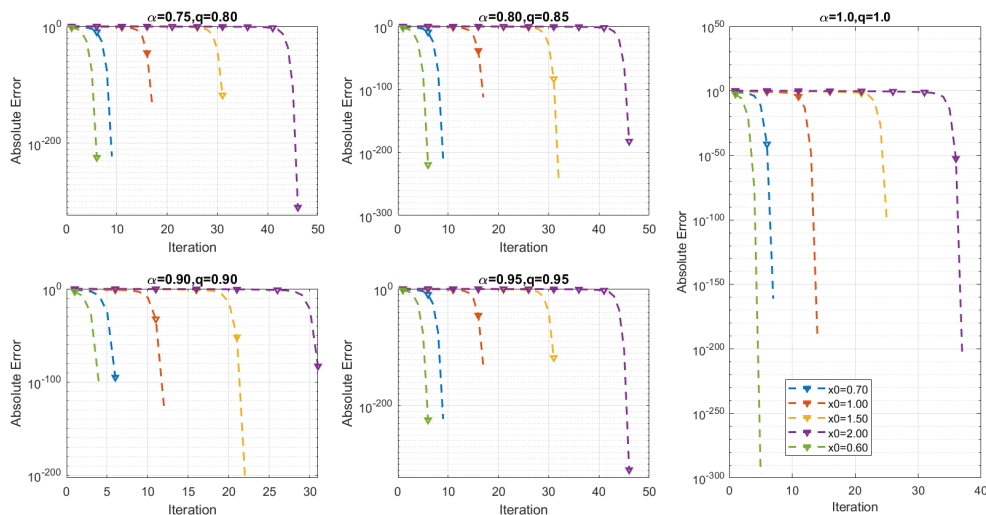 α=0.75,q=0.80
10^0
10^-200
Absolute Error
0 10 20 30 40 50
Iteration
α=0.80,q=0.85
10^0
10^-100
10^-200
10^-300
Absolute Error
0 10 20 30 40 50
Iteration
α=1.0,q=1.0
10^50
10^0
10^-50
10^-100
10^-150
10^-200
10^-250
10^-300
Absolute Error
x0=0.70
x0=1.00
x0=1.50
x0=2.00
x0=0.60
0 10 20 30 40
Iteration
α=0.90,q=0.90
10^0
10^-100
10^-200
Absolute Error
0 5 10 15 20 25 30
Iteration
α=0.95,q=0.95
10^0
10^-200
Absolute Error
0 10 20 30 40 50
Iteration